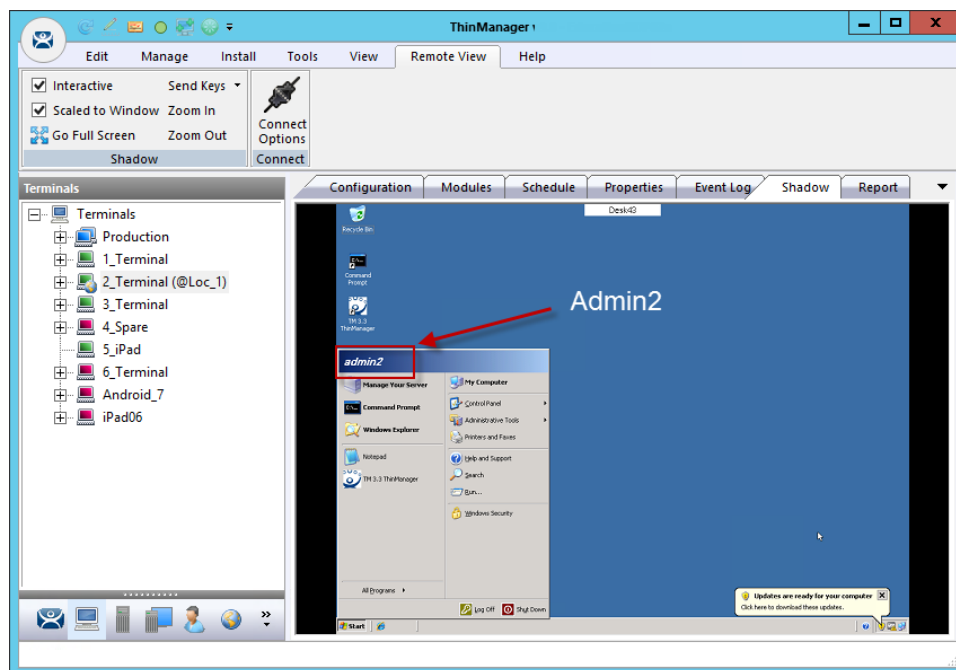 ThinManager
Edit Manage Install Tools View Remote View Help
Interactive Send Keys
Scaled to Window Zoom In
Go Full Screen Zoom Out
Connect Options
Shadow Connect
Terminals
Configuration Modules Schedule Properties Event Log Shadow Report
Terminals
Production
1_Terminal
2_Terminal (@Loc_1)
3_Terminal
4_Spare
5_iPad
6_Terminal
Android_7
iPad06
Desk43
Recycle Bin
Command
Prompt
TM 3.3
ThinManager
Admin2
admin2
Manage Your Server
Command Prompt
Windows Explorer
Notepad
TM 3.3 ThinManager
All Programs
My Computer
Control Panel
Administrative Tools
Printers and Faxes
Help and Support
Search
Run...
Windows Security
Log Off Shut Down
Updates are ready for your computer
Click here to download these updates.
Start